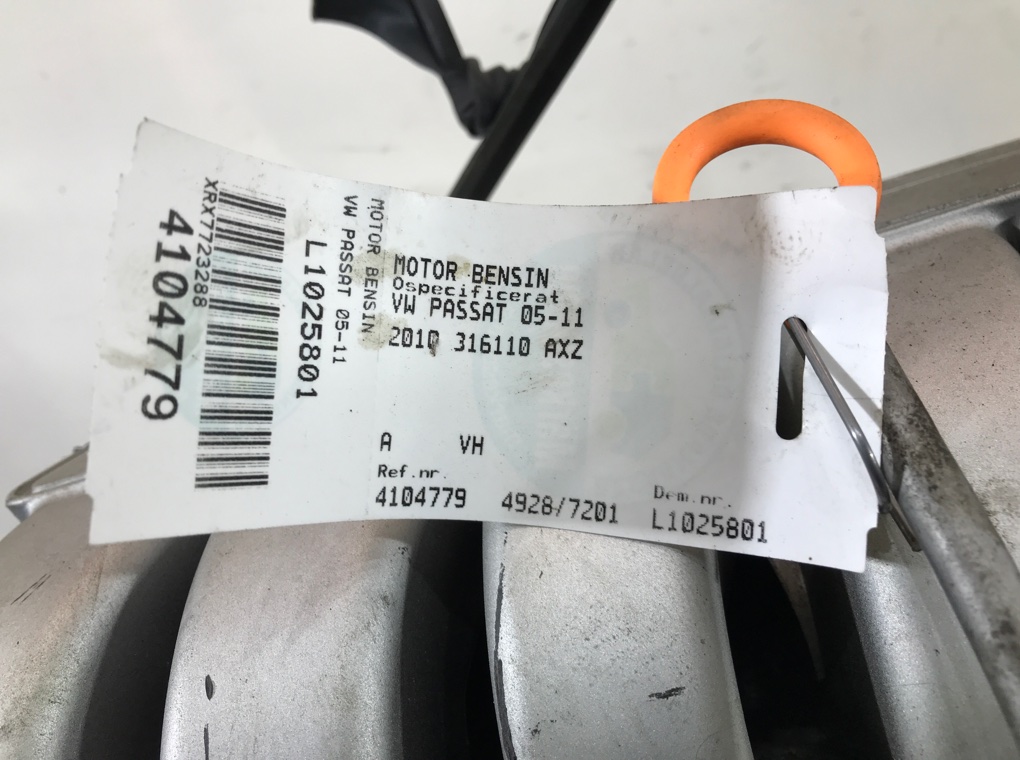 MOTOR BENSIN
Ospecificerat
VW PASSAT 05-11
2010 316110 AXZ
A VH
Ref.nr. Dem.nr.
4104779 4928/7201 L1025801
MOTOR BENSIN
VW PASSAT 05-11
L1025801
XRX7723288
4104779